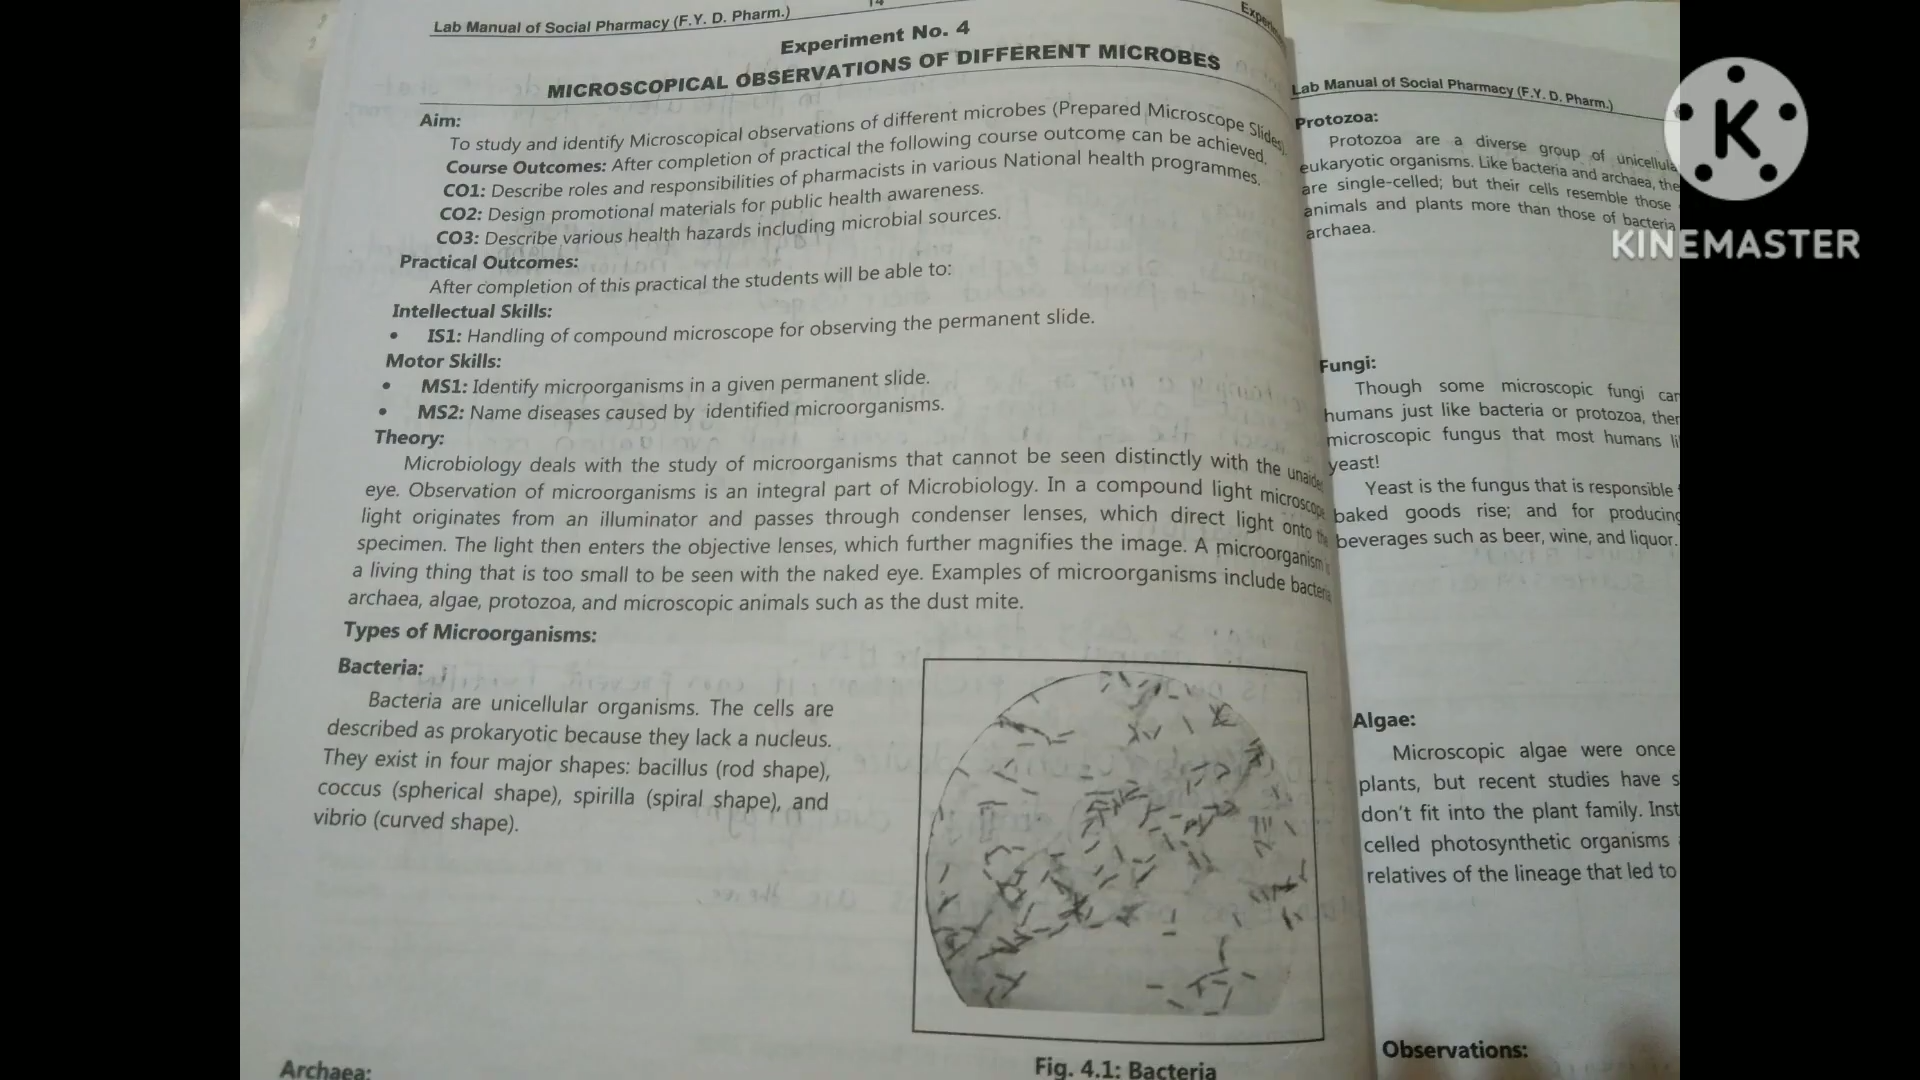 Lab Manual of Social Pharmacy (F.Y. D. Pharm.)
14
Experiment No. 4
MICROSCOPICAL OBSERVATIONS OF DIFFERENT MICROBES
Aim:
To study and identify Microscopical observations of different microbes (Prepared Microscope Slides).
Course Outcomes: After completion of practical the following course outcome can be achieved.
CO1: Describe roles and responsibilities of pharmacists in various National health programmes.
CO2: Design promotional materials for public health awareness.
CO3: Describe various health hazards including microbial sources.
Practical Outcomes:
After completion of this practical the students will be able to:
Intellectual Skills:
• IS1: Handling of compound microscope for observing the permanent slide.
Motor Skills:
• MS1: Identify microorganisms in a given permanent slide.
• MS2: Name diseases caused by identified microorganisms.
Theory:
Microbiology deals with the study of microorganisms that cannot be seen distinctly with the
eye. Observation of microorganisms is an integral part of Microbiology. In a compound light microscope,
light originates from an illuminator and passes through condenser lenses, which direct light onto the
specimen. The light then enters the objective lenses, which further magnifies the image. A microorganism
a living thing that is too small to be seen with the naked eye. Examples of microorganisms include bacteria
archaea, algae, protozoa, and microscopic animals such as the dust mite.
Types of Microorganisms:
Bacteria:
Bacteria are unicellular organisms. The cells are
described as prokaryotic because they lack a nucleus.
They exist in four major shapes: bacillus (rod shape),
coccus (spherical shape), spirilla (spiral shape), and
vibrio (curved shape).
Fig. 4.1: Bacteria
Archaea:
Lab Manual of Social Pharmacy (F.Y. D. Pharm.)
Protozoa:
Protozoa are a diverse group of
eukaryotic organisms. Like bacteria and archaea,
are single-celled; but their cells resemble those
animals and plants more than those of bacteria
archaea.
Fungi:
Though some microscopic fungi
humans just like bacteria or protozoa,
microscopic fungus that most humans
yeast!
Yeast is the fungus that is responsible
baked goods rise; and for producing
beverages such as beer, wine, and liquor.
Algae:
Microscopic algae were once
plants, but recent studies have
don't fit into the plant family.
celled photosynthetic organisms
relatives of the lineage that led to
Observations:
K
KINEMASTER